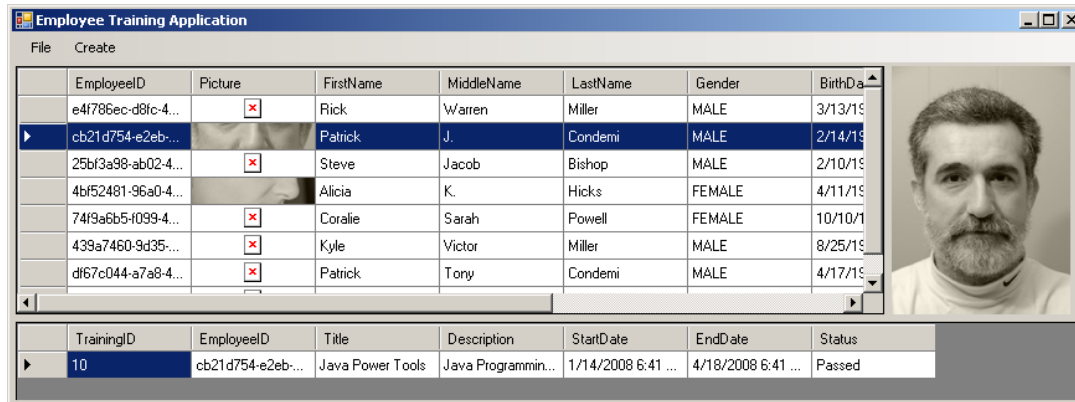 Employee Training Application
File Create
EmployeeID Picture FirstName MiddleName LastName Gender BirthDa
e4f786ec-d8fc-4... Rick Warren Miller MALE 3/13/19
cb21d754-e2eb-... Patrick J. Condemi MALE 2/14/19
25bf3a98-ab02-4... Steve Jacob Bishop MALE 2/10/19
4bf52481-96a0-4... Alicia K. Hicks FEMALE 4/11/19
74f9a6b5-f099-4... Coralie Sarah Powell FEMALE 10/10/1
439a7460-9d35-... Kyle Victor Miller MALE 8/25/19
df67c044-a7a8-4... Patrick Tony Condemi MALE 4/17/19
TrainingID EmployeeID Title Description StartDate EndDate Status
10 cb21d754-e2eb-... Java Power Tools Java Programmin... 1/14/2008 6:41 ... 4/18/2008 6:41 ... Passed